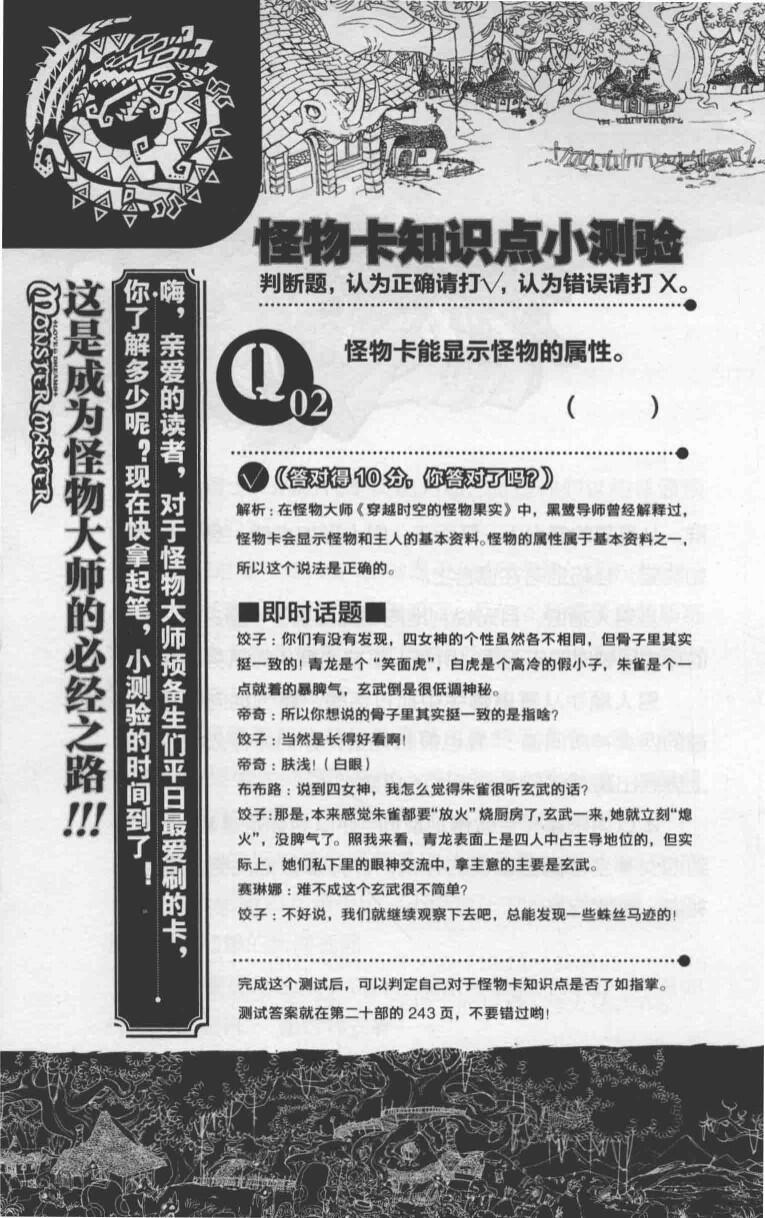 怪物卡知识点小测验
判断题，认为正确请打√，认为错误请打X。
Q
02
怪物卡能显示怪物的属性。
（　　）
√《答对得10分，你答对了吗？》
解析：在怪物大师《穿越时空的怪物果实》中，黑鹭导师曾经解释过，
怪物卡会显示怪物和主人的基本资料。怪物的属性属于基本资料之一，
所以这个说法是正确的。
■即时话题■
饺子：你们有没有发现，四女神的个性虽然各不相同，但骨子里其实
挺一致的！青龙是个“笑面虎”，白虎是个高冷的假小子，朱雀是个一
点就着的暴脾气，玄武倒是很低调神秘。
帝奇：所以你想说的骨子里其实挺一致的是指啥？
饺子：当然是长得好看啊！
帝奇：肤浅！（白眼）
布布路：说到四女神，我怎么觉得朱雀很听玄武的话？
饺子：那是，本来感觉朱雀都要“放火”烧厨房了，玄武一来，她就立刻“熄
火”，没脾气了。照我来看，青龙表面上是四人中占主导地位的，但实
际上，她们私下里的眼神交流中，拿主意的主要是玄武。
赛琳娜：难不成这个玄武很不简单？
饺子：不好说，我们就继续观察下去吧，总能发现一些蛛丝马迹的！
完成这个测试后，可以判定自己对于怪物卡知识点是否了如指掌。
测试答案就在第二十部的243页，不要错过哟！
嗨，亲爱的读者，对于怪物大师预备生们平日最爱刷的卡，
你了解多少呢？现在快拿起笔，小测验的时间到了！
这是成为怪物大师的必经之路！！！
MONSTER MASTER